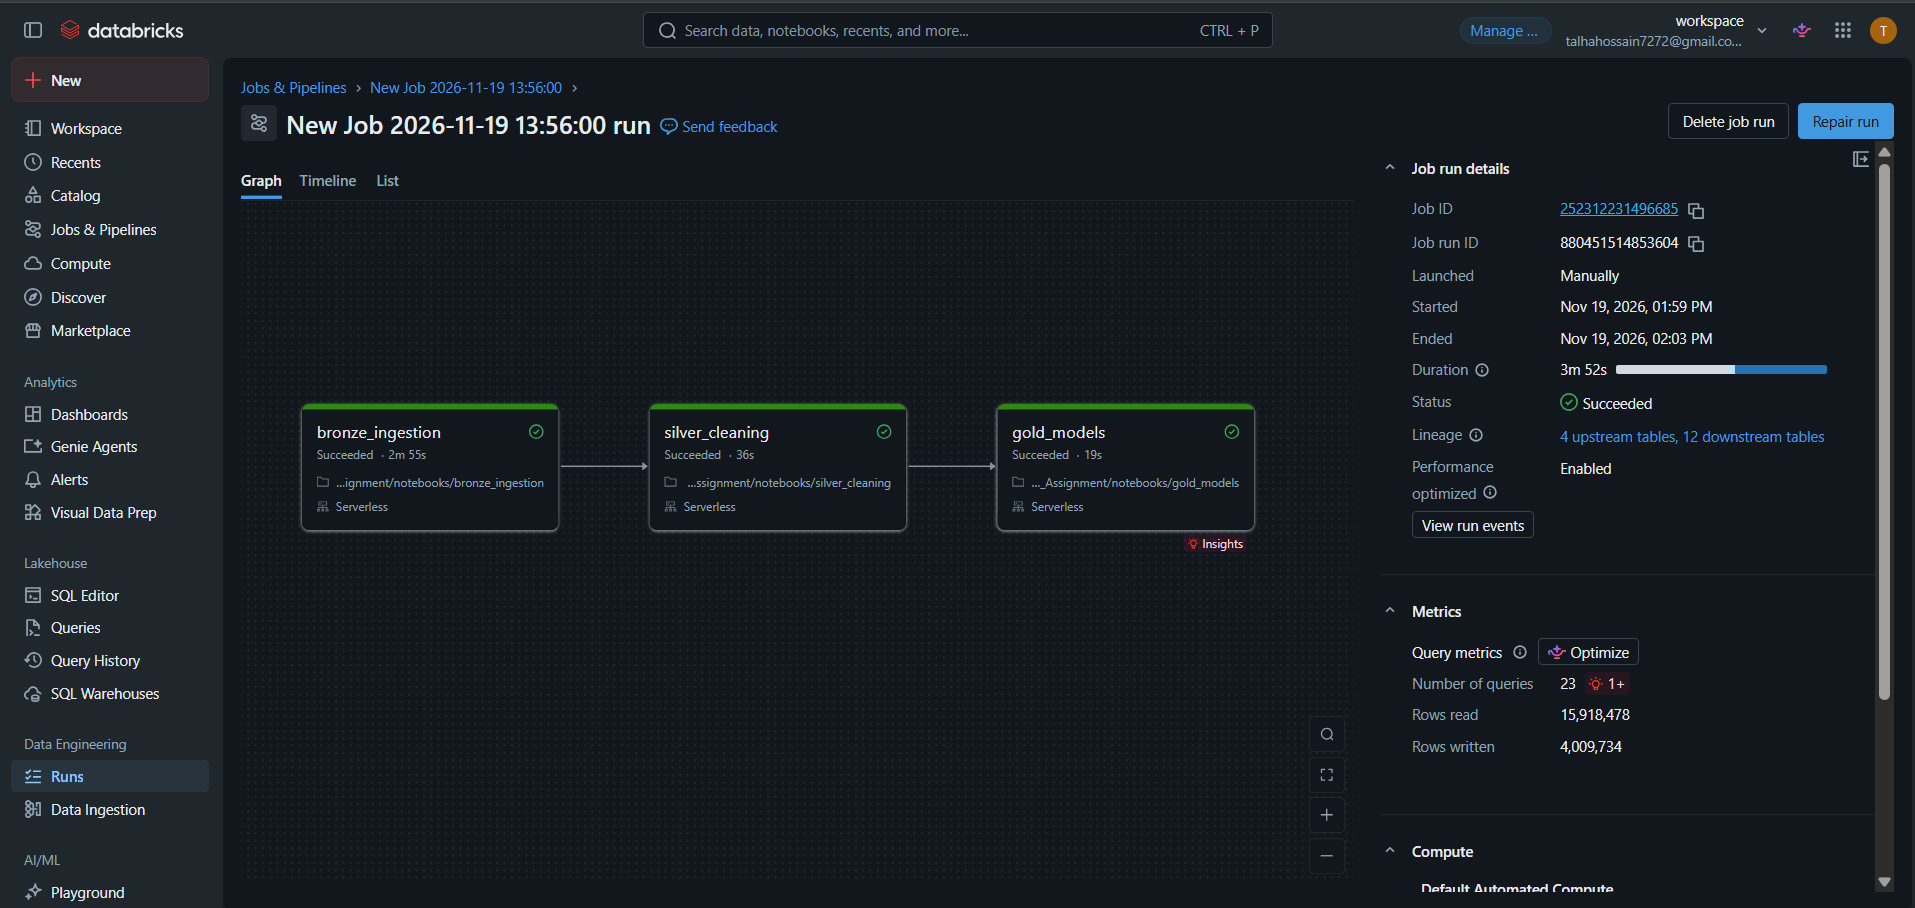 databricks
Search data, notebooks, recents, and more...
CTRL + P
Manage ...
workspace
talhahossain7272@gmail.co...
T
New
Workspace
Recents
Catalog
Jobs & Pipelines
Compute
Discover
Marketplace
Analytics
Dashboards
Genie Agents
Alerts
Visual Data Prep
Lakehouse
SQL Editor
Queries
Query History
SQL Warehouses
Data Engineering
Runs
Data Ingestion
AI/ML
Playground
Jobs & Pipelines › New Job 2026-11-19 13:56:00 ›
New Job 2026-11-19 13:56:00 run
Send feedback
Delete job run
Repair run
Graph
Timeline
List
bronze_ingestion
Succeeded · 2m 55s
...ignment/notebooks/bronze_ingestion
Serverless
silver_cleaning
Succeeded · 36s
...ssignment/notebooks/silver_cleaning
Serverless
gold_models
Succeeded · 19s
..._Assignment/notebooks/gold_models
Serverless
Insights
Job run details
Job ID 252312231496685
Job run ID 880451514853604
Launched Manually
Started Nov 19, 2026, 01:59 PM
Ended Nov 19, 2026, 02:03 PM
Duration 3m 52s
Status Succeeded
Lineage 4 upstream tables, 12 downstream tables
Performance optimized Enabled
View run events
Metrics
Query metrics
Optimize
Number of queries 23 1+
Rows read 15,918,478
Rows written 4,009,734
Compute
Default Automated Compute